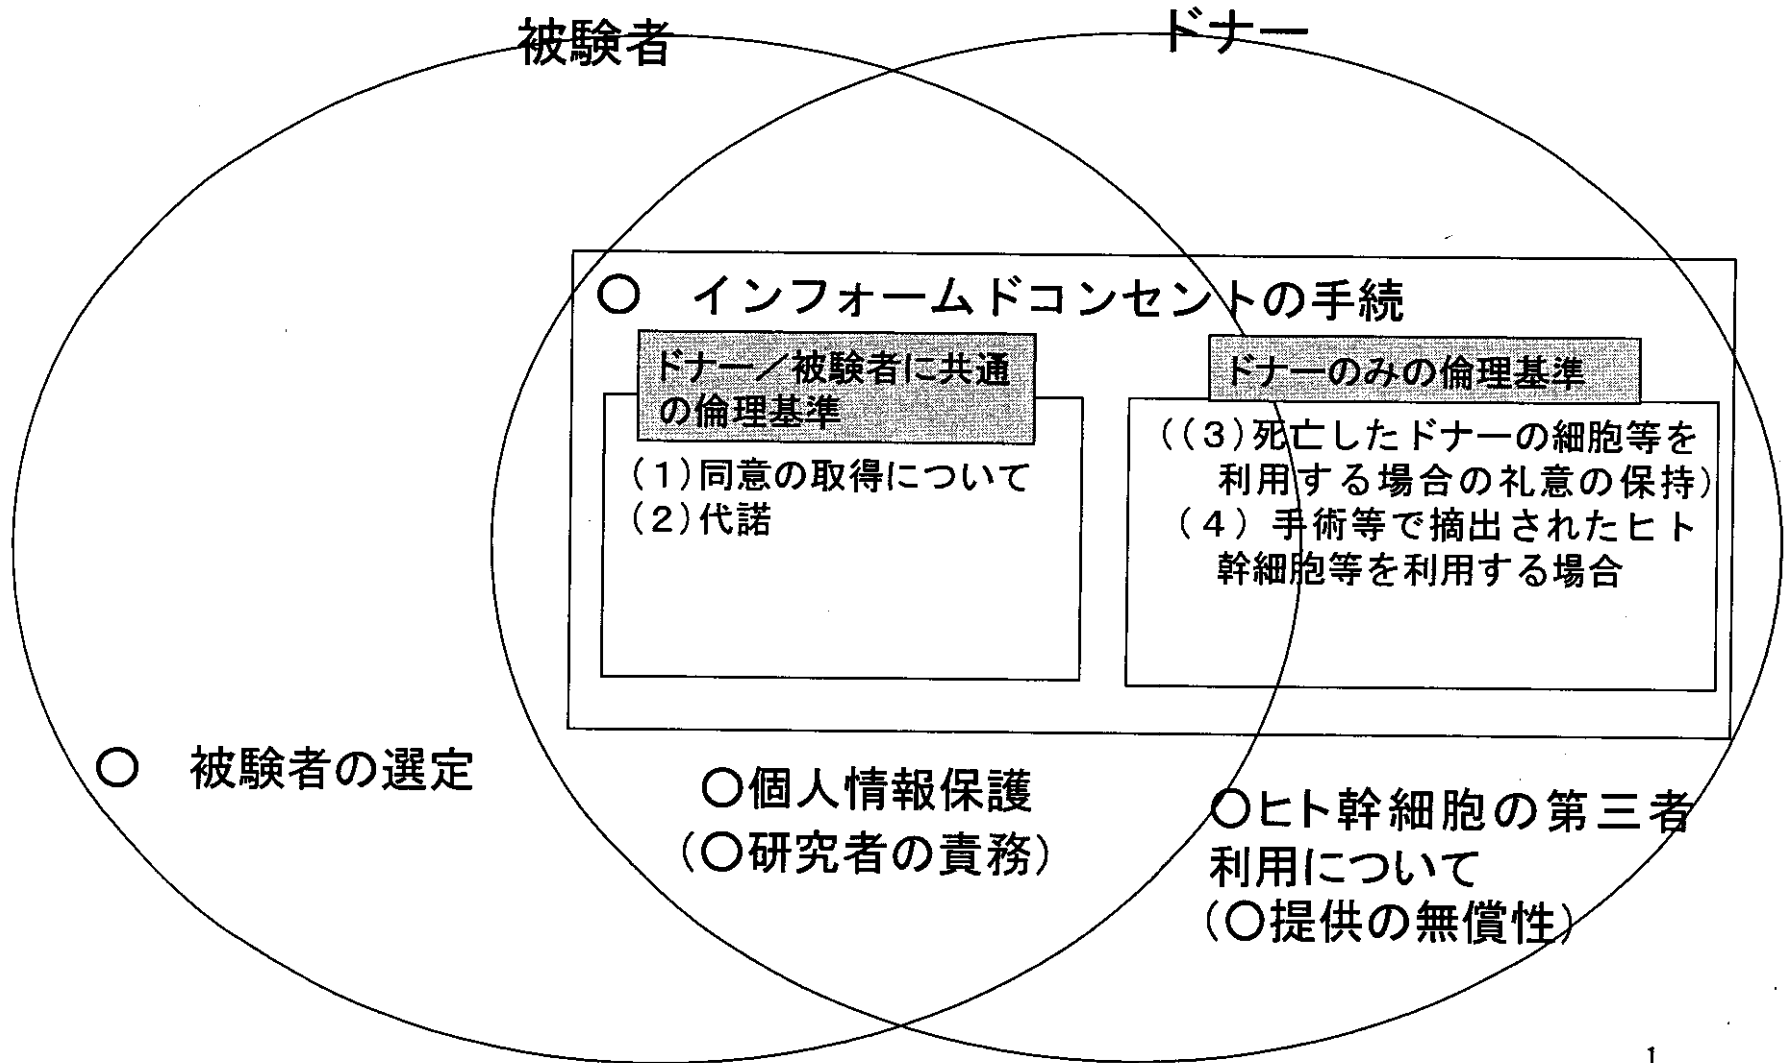 被験者
ドナー
○ インフォームドコンセントの手続
ドナー／被験者に共通
の倫理基準
(1)同意の取得について
(2)代諾
ドナーのみの倫理基準
((3)死亡したドナーの細胞等を
利用する場合の礼意の保持)
(4) 手術等で摘出されたヒト
幹細胞等を利用する場合
○ 被験者の選定
○個人情報保護
(○研究者の責務)
○ヒト幹細胞の第三者
利用について
(○提供の無償性)
1